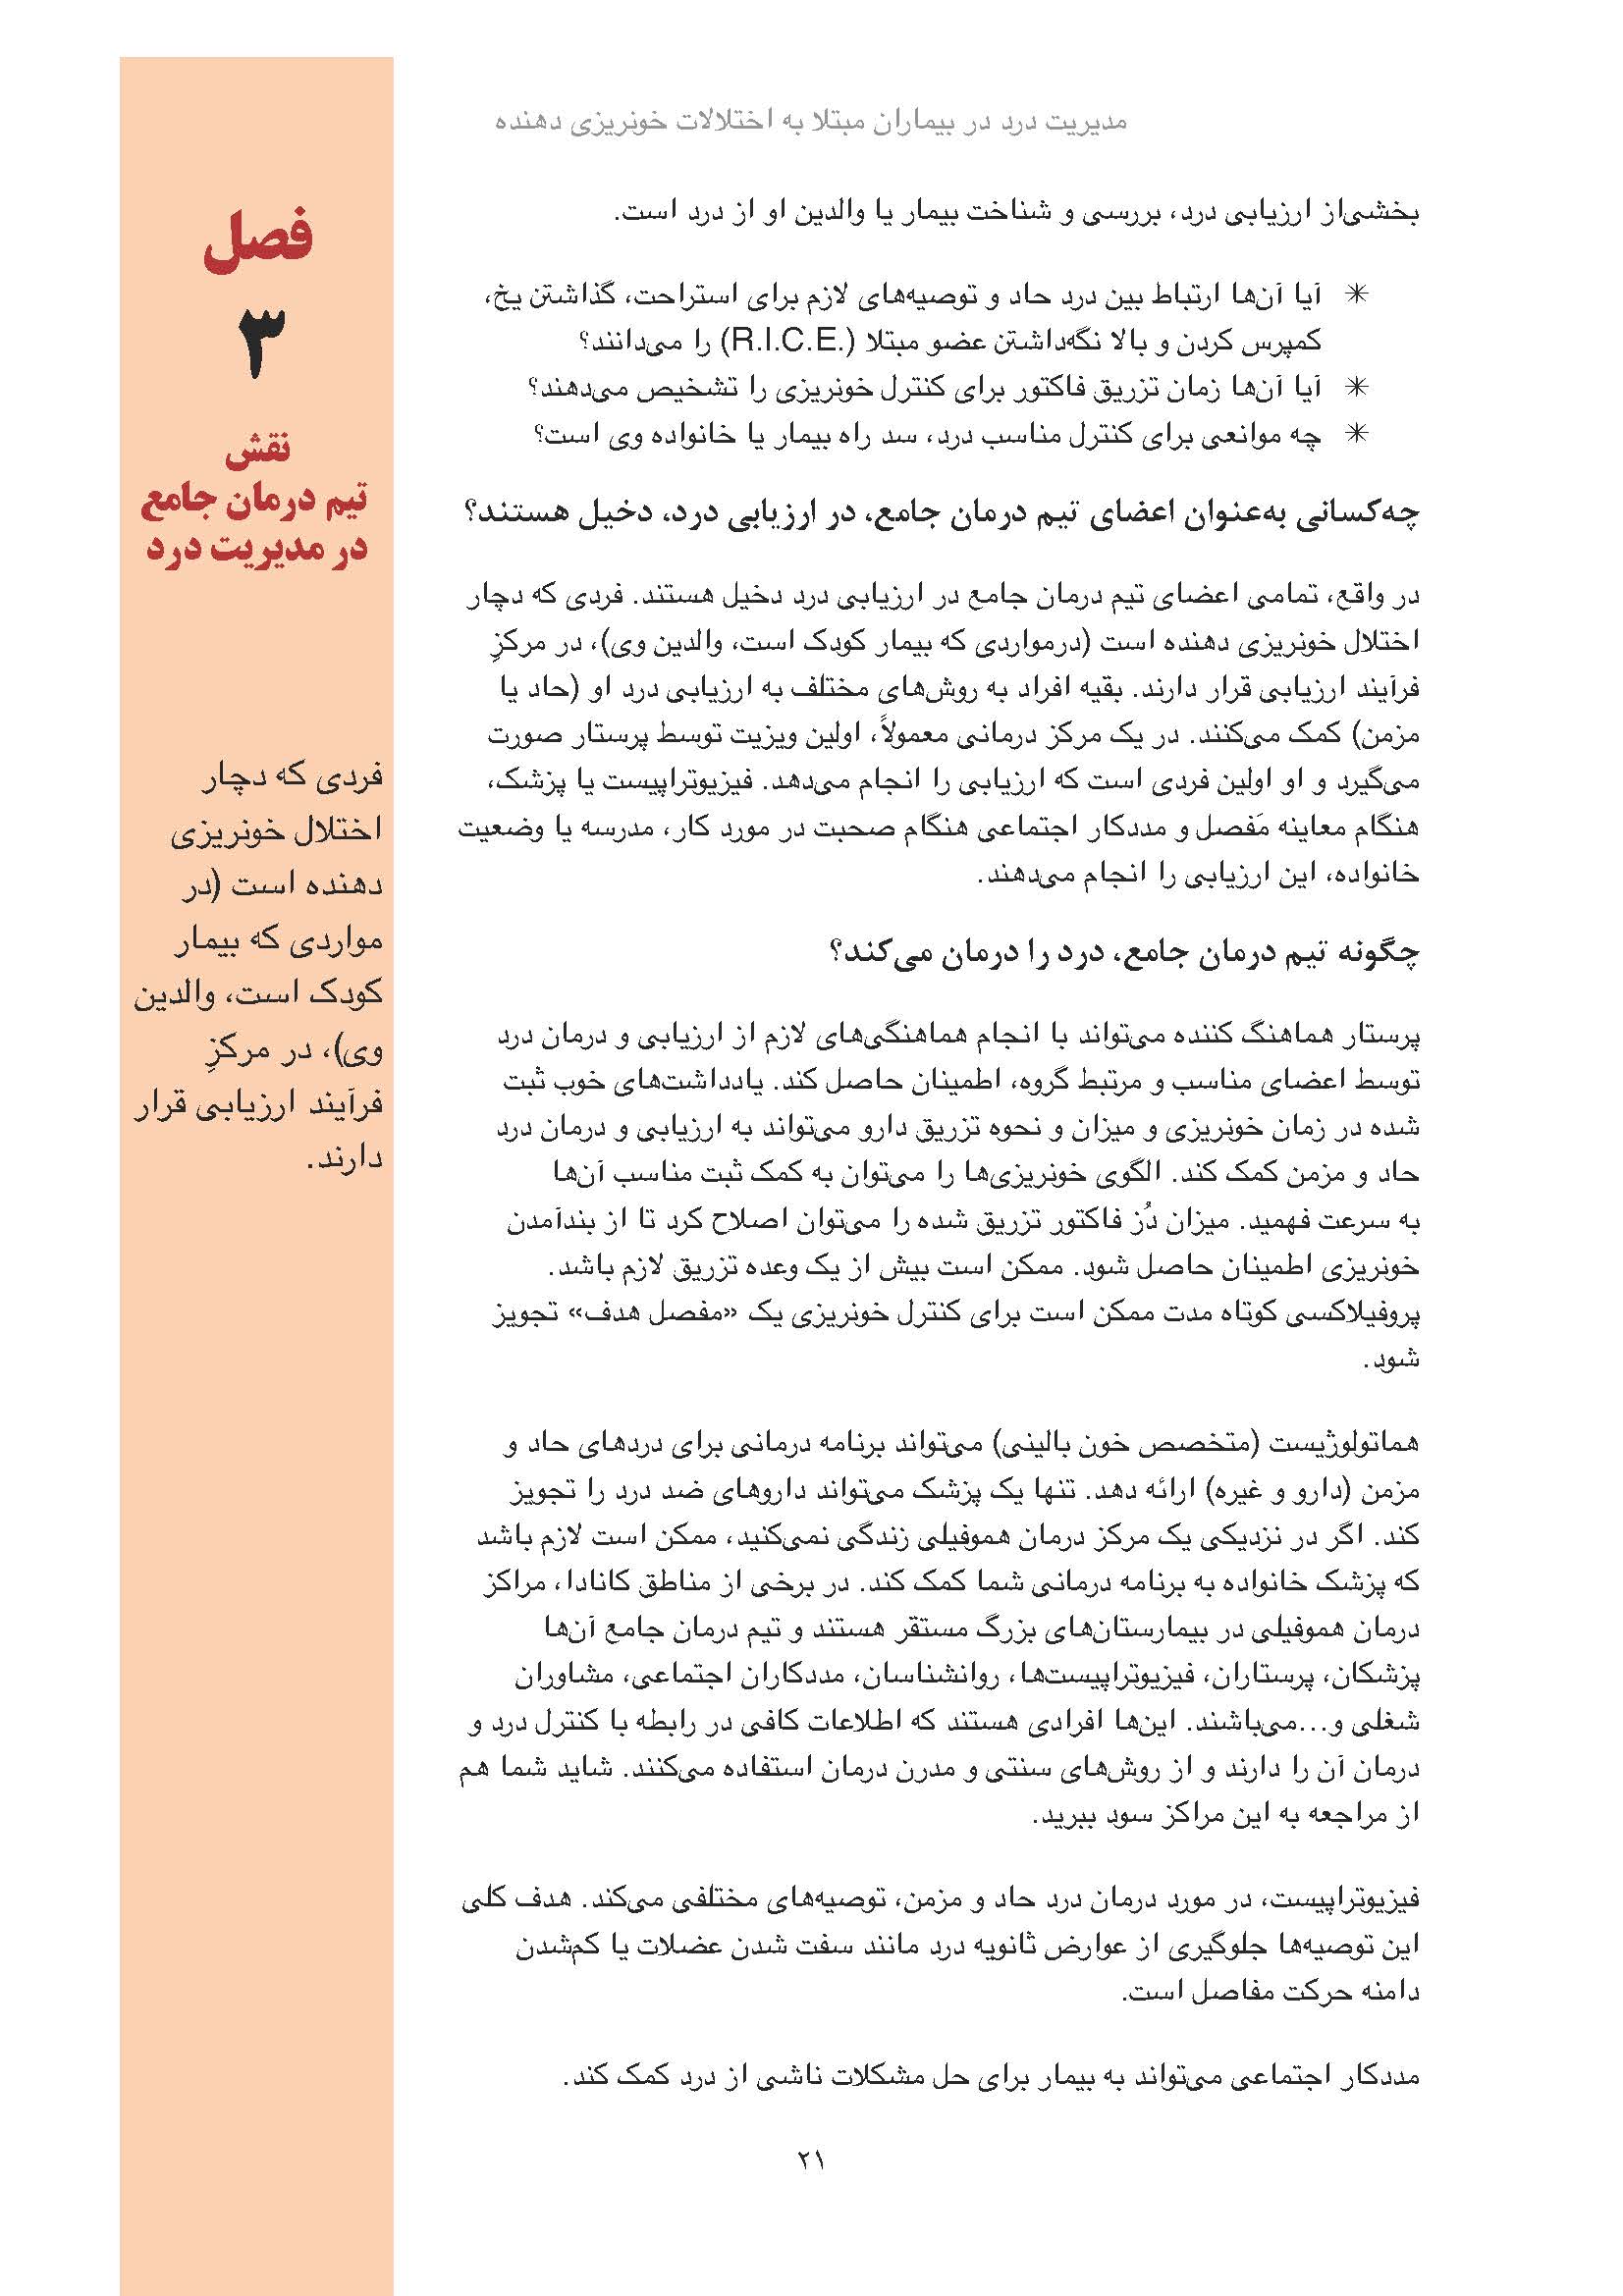 مدیریت درد در بیماران مبتلا به اختلالات خونریزی دهنده
بخشی‌از ارزیابی درد، بررسی و شناخت بیمار یا والدین او از درد است.
✳ آیا آن‌ها ارتباط بین درد حاد و توصیه‌های لازم برای استراحت، گذاشتن یخ،
کمپرس کردن و بالا نگه‌داشتن عضو مبتلا (R.I.C.E.) را می‌دانند؟
✳ آیا آن‌ها زمان تزریق فاکتور برای کنترل خونریزی را تشخیص می‌دهند؟
✳ چه موانعی برای کنترل مناسب درد، سد راه بیمار یا خانواده وی است؟
چه‌کسانی به‌عنوان اعضای تیم درمان جامع، در ارزیابی درد، دخیل هستند؟
در واقع، تمامی اعضای تیم درمان جامع در ارزیابی درد دخیل هستند. فردی که دچار
اختلال خونریزی دهنده است (درمواردی که بیمار کودک است، والدین وی)، در مرکزِ
فرآیند ارزیابی قرار دارند. بقیه افراد به روش‌های مختلف به ارزیابی درد او (حاد یا
مزمن) کمک می‌کنند. در یک مرکز درمانی معمولاً، اولین ویزیت توسط پرستار صورت
می‌گیرد و او اولین فردی است که ارزیابی را انجام می‌دهد. فیزیوتراپیست یا پزشک،
هنگام معاینه مَفصل و مددکار اجتماعی هنگام صحبت در مورد کار، مدرسه یا وضعیت
خانواده، این ارزیابی را انجام می‌دهند.
چگونه تیم درمان جامع، درد را درمان می‌کند؟
پرستار هماهنگ کننده می‌تواند با انجام هماهنگی‌های لازم از ارزیابی و درمان درد
توسط اعضای مناسب و مرتبط گروه، اطمینان حاصل کند. یادداشت‌های خوب ثبت
شده در زمان خونریزی و میزان و نحوه تزریق دارو می‌تواند به ارزیابی و درمان درد
حاد و مزمن کمک کند. الگوی خونریزی‌ها را می‌توان به کمک ثبت مناسب آن‌ها
به سرعت فهمید. میزان دُز فاکتور تزریق شده را می‌توان اصلاح کرد تا از بندآمدن
خونریزی اطمینان حاصل شود. ممکن است بیش از یک وعده تزریق لازم باشد.
پروفیلاکسی کوتاه مدت ممکن است برای کنترل خونریزی یک «مفصل هدف» تجویز
شود.
هماتولوژیست (متخصص خون بالینی) می‌تواند برنامه درمانی برای دردهای حاد و
مزمن (دارو و غیره) ارائه دهد. تنها یک پزشک می‌تواند داروهای ضد درد را تجویز
کند. اگر در نزدیکی یک مرکز درمان هموفیلی زندگی نمی‌کنید، ممکن است لازم باشد
که پزشک خانواده به برنامه درمانی شما کمک کند. در برخی از مناطق کانادا، مراکز
درمان هموفیلی در بیمارستان‌های بزرگ مستقر هستند و تیم درمان جامع آن‌ها
پزشکان، پرستاران، فیزیوتراپیست‌ها، روانشناسان، مددکاران اجتماعی، مشاوران
شغلی و...می‌باشند. این‌ها افرادی هستند که اطلاعات کافی در رابطه با کنترل درد و
درمان آن را دارند و از روش‌های سنتی و مدرن درمان استفاده می‌کنند. شاید شما هم
از مراجعه به این مراکز سود ببرید.
فیزیوتراپیست، در مورد درمان درد حاد و مزمن، توصیه‌های مختلفی می‌کند. هدف کلی
این توصیه‌ها جلوگیری از عوارض ثانویه درد مانند سفت شدن عضلات یا کم‌شدن
دامنه حرکت مفاصل است.
مددکار اجتماعی می‌تواند به بیمار برای حل مشکلات ناشی از درد کمک کند.
فصل
۳
نقش
تیم درمان جامع
در مدیریت درد
فردی که دچار
اختلال خونریزی
دهنده است (در
مواردی که بیمار
کودک است، والدین
وی)، در مرکزِ
فرآیند ارزیابی قرار
دارند.
۲۱